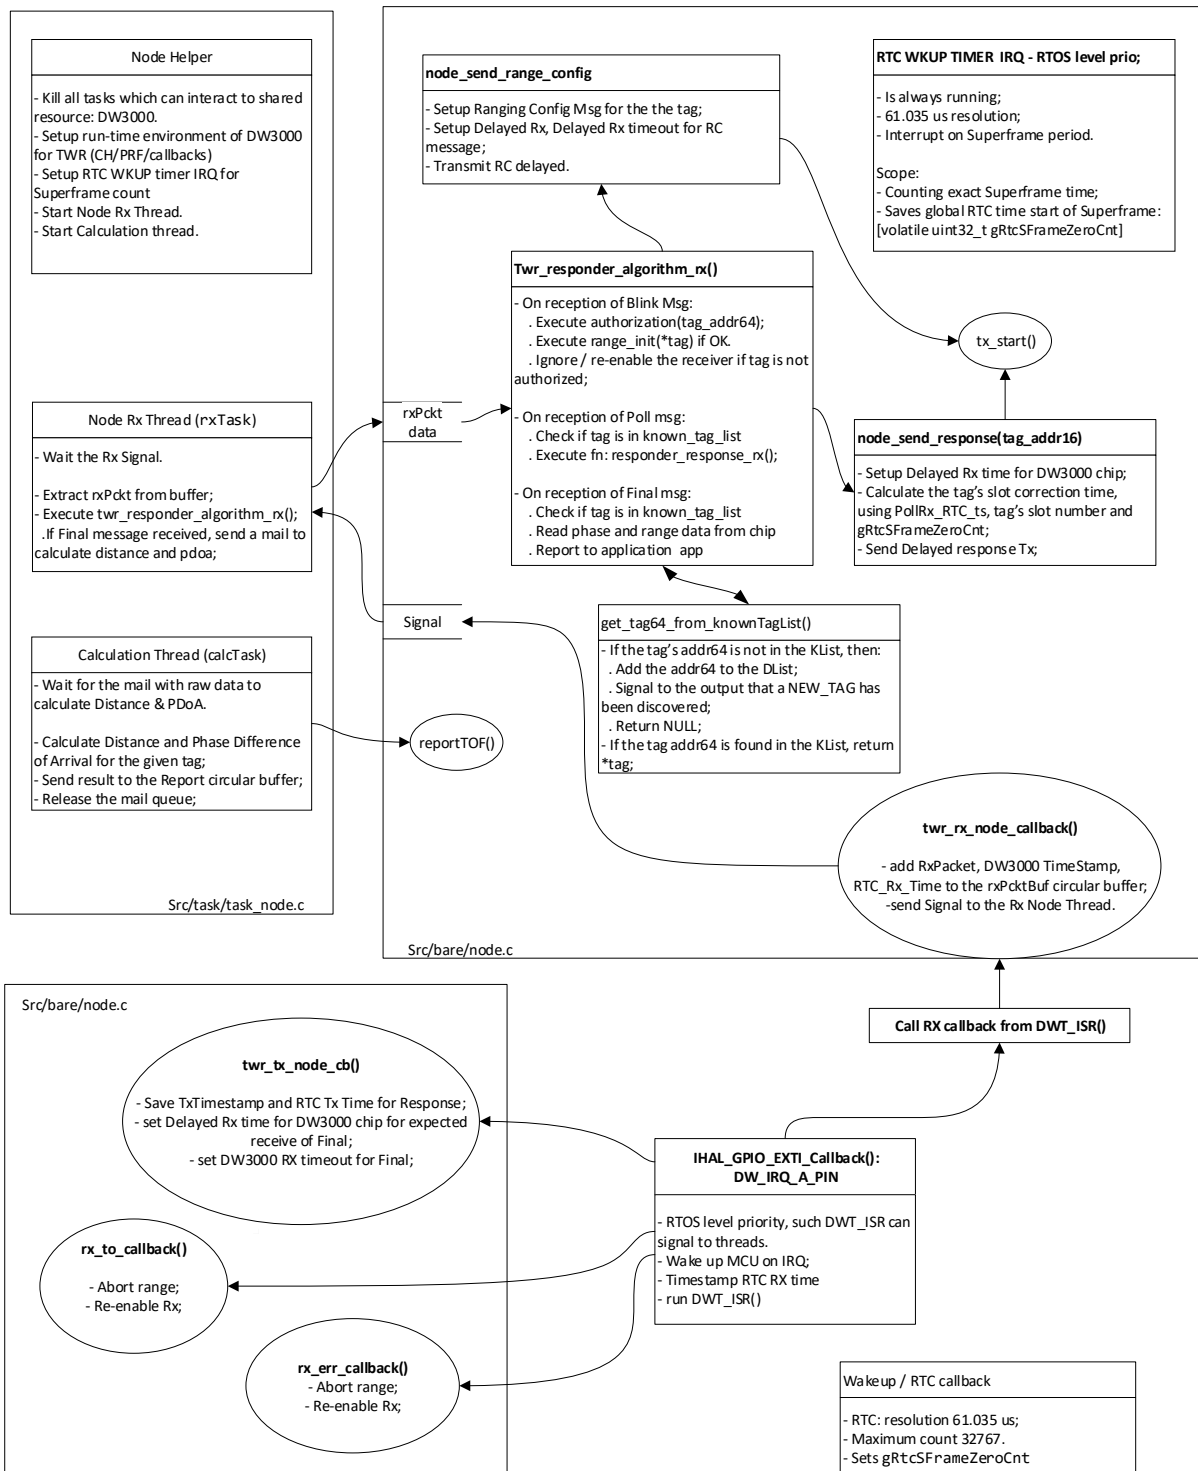 Node Helper
- Kill all tasks which can interact to shared
resource: DW3000.
- Setup run-time environment of DW3000
for TWR (CH/PRF/callbacks)
- Setup RTC WKUP timer IRQ for
Superframe count
- Start Node Rx Thread.
- Start Calculation thread.
Node Rx Thread (rxTask)
- Wait the Rx Signal.
- Extract rxPckt from buffer;
- Execute twr_responder_algorithm_rx();
.If Final message received, send a mail to
calculate distance and pdoa;
Calculation Thread (calcTask)
- Wait for the mail with raw data to
calculate Distance & PDoA.
- Calculate Distance and Phase Difference
of Arrival for the given tag;
- Send result to the Report circular buffer;
- Release the mail queue;
Src/task/task_node.c
node_send_range_config
- Setup Ranging Config Msg for the the tag;
- Setup Delayed Rx, Delayed Rx timeout for RC
message;
- Transmit RC delayed.
RTC WKUP TIMER IRQ - RTOS level prio;
- Is always running;
- 61.035 us resolution;
- Interrupt on Superframe period.
Scope:
- Counting exact Superframe time;
- Saves global RTC time start of Superframe:
[volatile uint32_t gRtcSFrameZeroCnt]
Twr_responder_algorithm_rx()
- On reception of Blink Msg:
. Execute authorization(tag_addr64);
. Execute range_init(*tag) if OK.
. Ignore / re-enable the receiver if tag is not
authorized;
- On reception of Poll msg:
. Check if tag is in known_tag_list
. Execute fn: responder_response_rx();
- On reception of Final msg:
. Check if tag is in known_tag_list
. Read phase and range data from chip
. Report to application app
rxPckt
data
tx_start()
node_send_response(tag_addr16)
- Setup Delayed Rx time for DW3000 chip;
- Calculate the tag's slot correction time,
using PollRx_RTC_ts, tag's slot number and
gRtcSFrameZeroCnt;
- Send Delayed response Tx;
Signal
get_tag64_from_knownTagList()
- If the tag's addr64 is not in the KList, then:
. Add the addr64 to the DList;
. Signal to the output that a NEW_TAG has
been discovered;
. Return NULL;
- If the tag addr64 is found in the KList, return
*tag;
reportTOF()
twr_rx_node_callback()
- add RxPacket, DW3000 TimeStamp,
RTC_Rx_Time to the rxPcktBuf circular buffer;
-send Signal to the Rx Node Thread.
Src/bare/node.c
Call RX callback from DWT_ISR()
Src/bare/node.c
twr_tx_node_cb()
- Save TxTimestamp and RTC Tx Time for Response;
- set Delayed Rx time for DW3000 chip for expected
receive of Final;
- set DW3000 RX timeout for Final;
IHAL_GPIO_EXTI_Callback():
DW_IRQ_A_PIN
- RTOS level priority, such DWT_ISR can
signal to threads.
- Wake up MCU on IRQ;
- Timestamp RTC RX time
- run DWT_ISR()
rx_to_callback()
- Abort range;
- Re-enable Rx;
rx_err_callback()
- Abort range;
- Re-enable Rx;
Wakeup / RTC callback
- RTC: resolution 61.035 us;
- Maximum count 32767.
- Sets gRtcSFrameZeroCnt